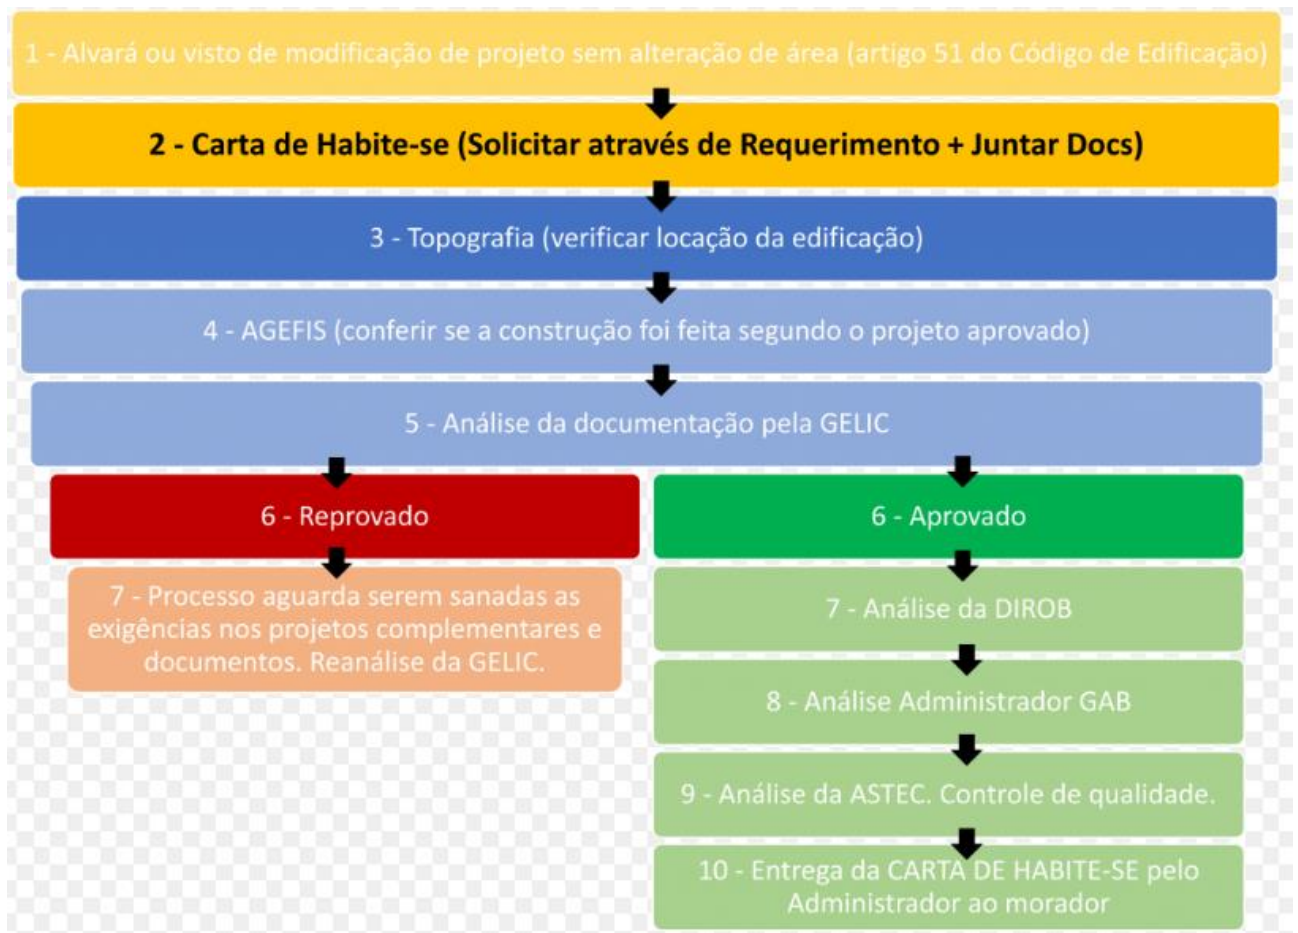 1 - Alvará ou visto de modificação de projeto sem alteração de área (artigo 51 do Código de Edificação)
2 - Carta de Habite-se (Solicitar através de Requerimento + Juntar Docs)
3 - Topografia (verificar locação da edificação)
4 - AGEFIS (conferir se a construção foi feita segundo o projeto aprovado)
5 - Análise da documentação pela GELIC
6 - Reprovado
7 - Processo aguarda serem sanadas as
exigências nos projetos complementares e
documentos. Reanálise da GELIC.
6 - Aprovado
7 - Análise da DIROB
8 - Análise Administrador GAB
9 - Análise da ASTEC. Controle de qualidade.
10 - Entrega da CARTA DE HABITE-SE pelo
Administrador ao morador